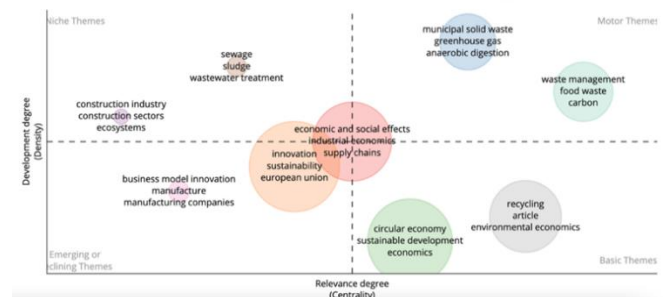 Niche Themes
Motor Themes
municipal solid waste
greenhouse gas
anaerobic digestion
sewage
sludge
wastewater treatment
waste management
food waste
carbon
construction industry
construction sectors
ecosystems
economic and social effects
industrial economics
supply chains
innovation
sustainability
european union
business model innovation
manufacture
manufacturing companies
recycling
article
environmental economics
circular economy
sustainable development
economics
Emerging or
clining Themes
Basic Themes
Development degree
(Density)
Relevance degree
(Centrality)